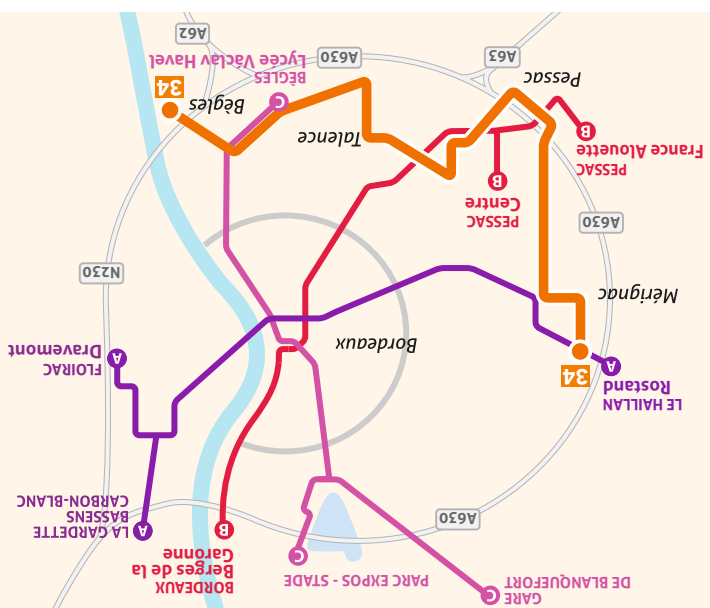 GARE
DE BLANQUEFORT
C
BORDEAUX
Berges de la
Garonne
B
PARC EXPOS - STADE
C
A630
LA GARDETTE
BASSENS
CARBON-BLANC
A
LE HAILLAN
Rostand
A
34
FLOIRAC
Dravemont
A
Bordeaux
Mérignac
N230
A630
PESSAC
Centre
B
PESSAC
France Alouette
B
Talence
Pessac
Bègles
34
C
BÈGLES
Lycée Václav Havel
A63
A630
A62